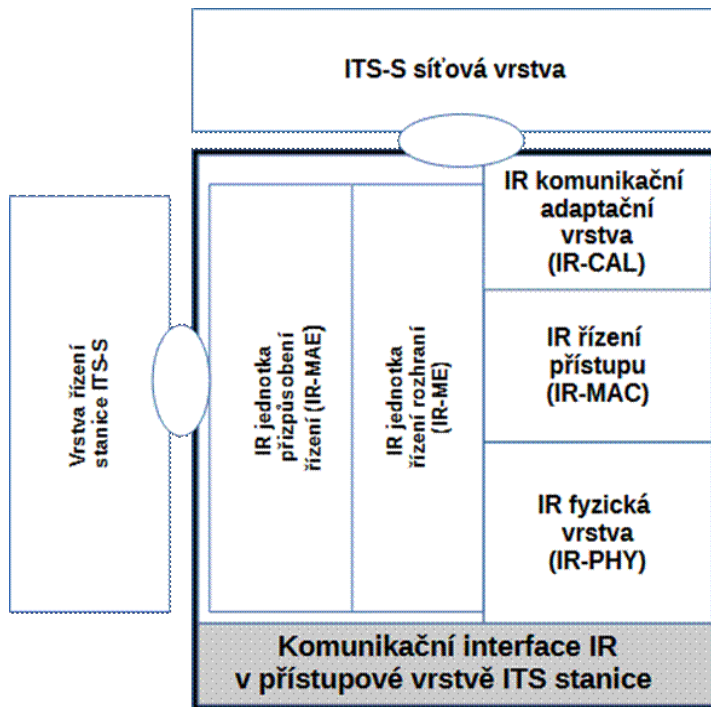 ITS-S síťová vrstva
IR komunikační
adaptační
vrstva
(IR-CAL)
Vrstva řízení
stanice ITS-S
IR jednotka
přizpůsobení
řízení (IR-MAE)
IR jednotka
řízení rozhraní
(IR-ME)
IR řízení
přístupu
(IR-MAC)
IR fyzická
vrstva
(IR-PHY)
Komunikační interface IR
v přístupové vrstvě ITS stanice